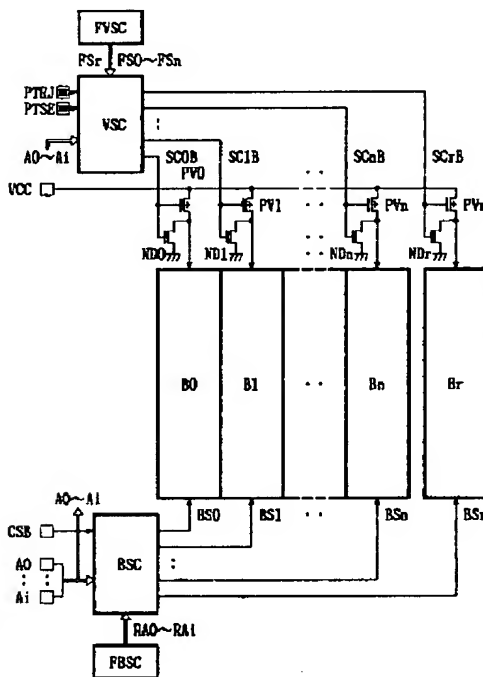 FVSC
FSr FS0~FSn
PTEJ
PTSE
VSC
A0~Ai
SC0B SC1B SCnB SCrB
VCC
PV0 PV1 PVn PVr
ND0 ND1 NDn NDr
B0 B1 Bn Br
A0~Ai
BS0 BS1 BSn BSr
CSB
A0
Ai
BSC
RA0~RAi
FBSC